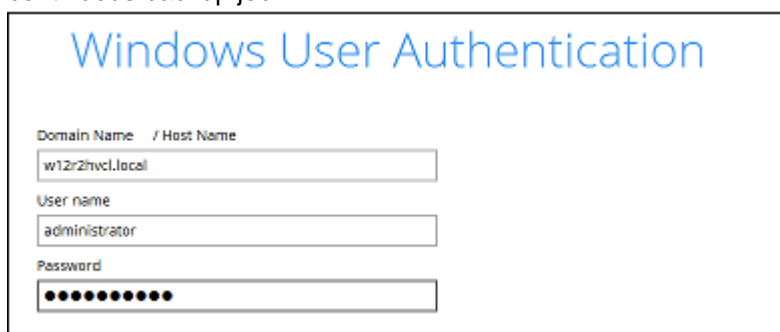 Windows User Authentication
Domain Name / Host Name
w12r2hvcl.local
User name
administrator
Password
●●●●●●●●●●